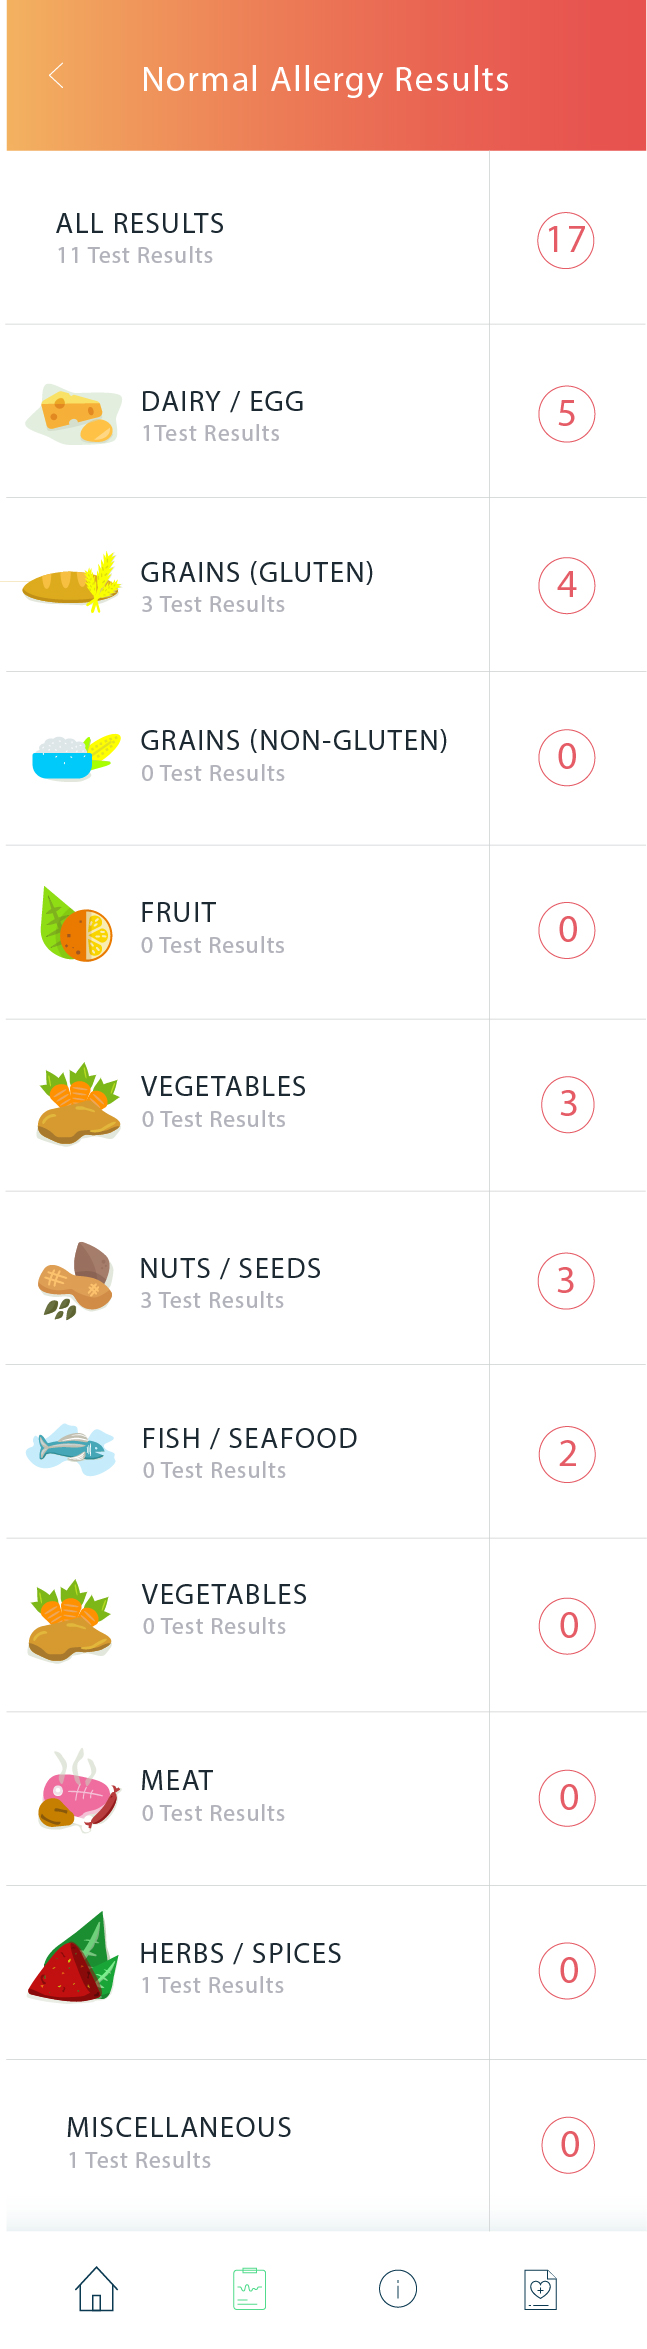 Normal Allergy Results
ALL RESULTS
11 Test Results
17
DAIRY / EGG
1Test Results
5
GRAINS (GLUTEN)
3 Test Results
4
GRAINS (NON-GLUTEN)
0 Test Results
0
FRUIT
0 Test Results
0
VEGETABLES
0 Test Results
3
NUTS / SEEDS
3 Test Results
3
FISH / SEAFOOD
0 Test Results
2
VEGETABLES
0 Test Results
0
MEAT
0 Test Results
0
HERBS / SPICES
1 Test Results
0
MISCELLANEOUS
1 Test Results
0